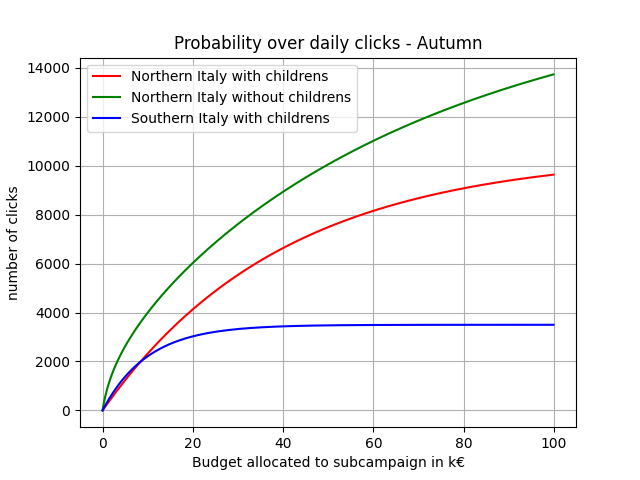 Probability over daily clicks - Autumn
Northern Italy with childrens
Northern Italy without childrens
Southern Italy with childrens
number of clicks
14000
12000
10000
8000
6000
4000
2000
0
0 20 40 60 80 100
Budget allocated to subcampaign in k€